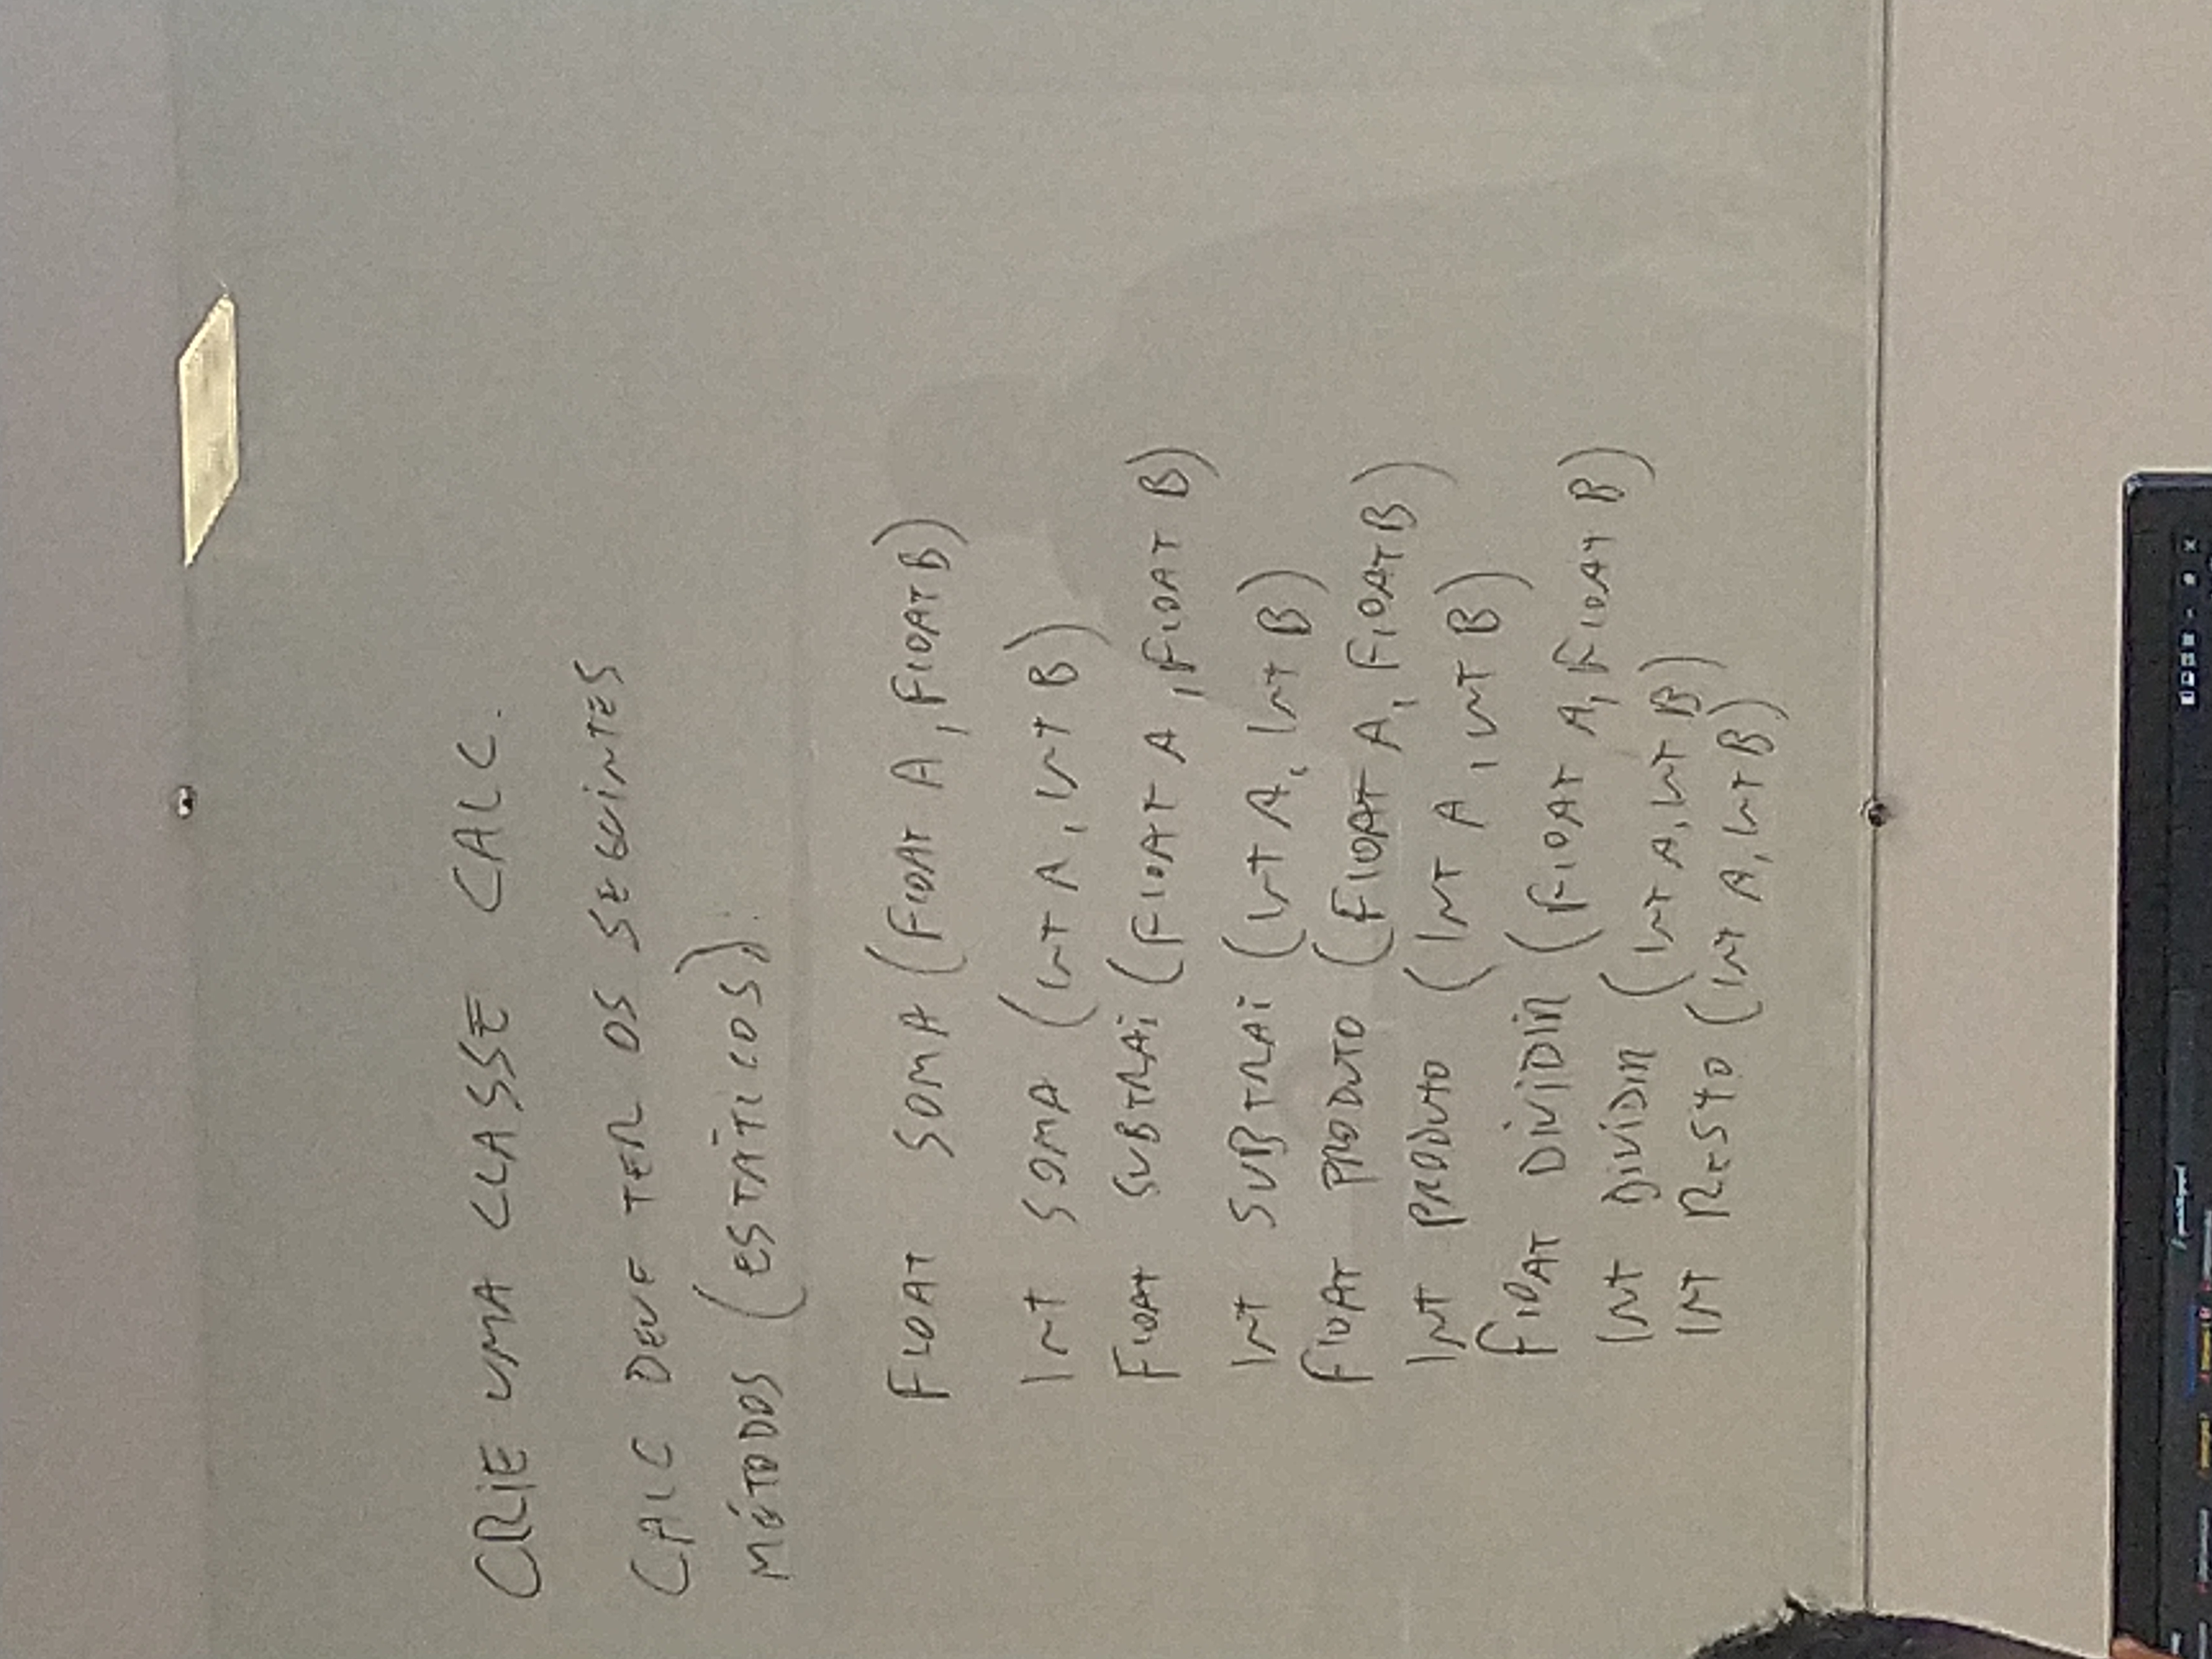 CRIE UMA CLASSE CALC.
CALC DEVE TER OS SEGUINTES
MÉTODOS (ESTÁTICOS):
FLOAT SOMA (FLOAT A, FLOAT B)
INT SOMA (INT A, INT B)
FLOAT SUBTRAI (FLOAT A, FLOAT B)
INT SUBTRAI (INT A, INT B)
FLOAT PRODUTO (FLOAT A, FLOAT B)
INT PRODUTO (INT A, INT B)
FLOAT DIVIDIR (FLOAT A, FLOAT B)
INT DIVIDIR (INT A, INT B)
INT RESTO (INT A, INT B)